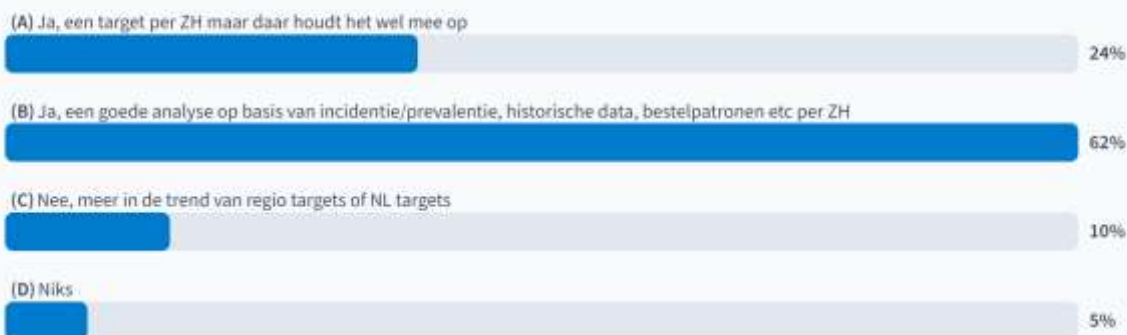 (A) Ja, een target per ZH maar daar houdt het wel mee op
24%
(B) Ja, een goede analyse op basis van incidentie/prevalentie, historische data, bestelpatronen etc per ZH
62%
(C) Nee, meer in de trend van regio targets of NL targets
10%
(D) Niks
5%